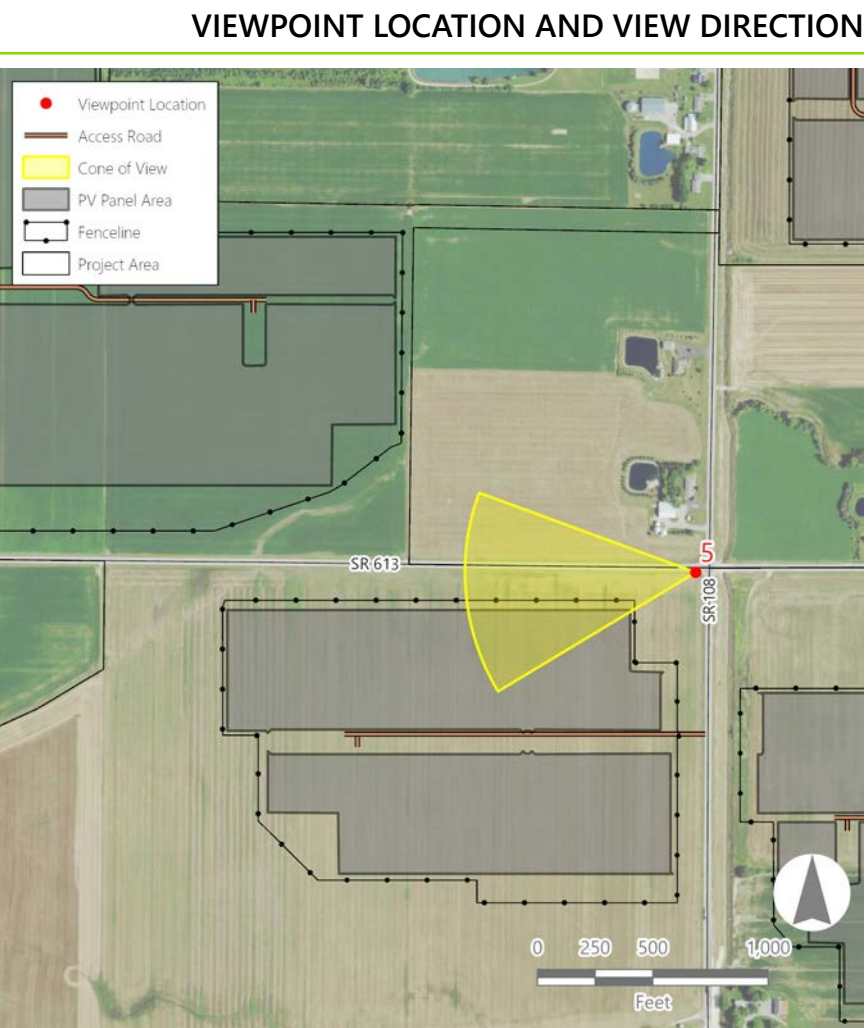 VIEWPOINT LOCATION AND VIEW DIRECTION
Viewpoint Location
Access Road
Cone of View
PV Panel Area
Fenceline
Project Area
5
SR 613
SR 108
0 250 500 1,000
Feet